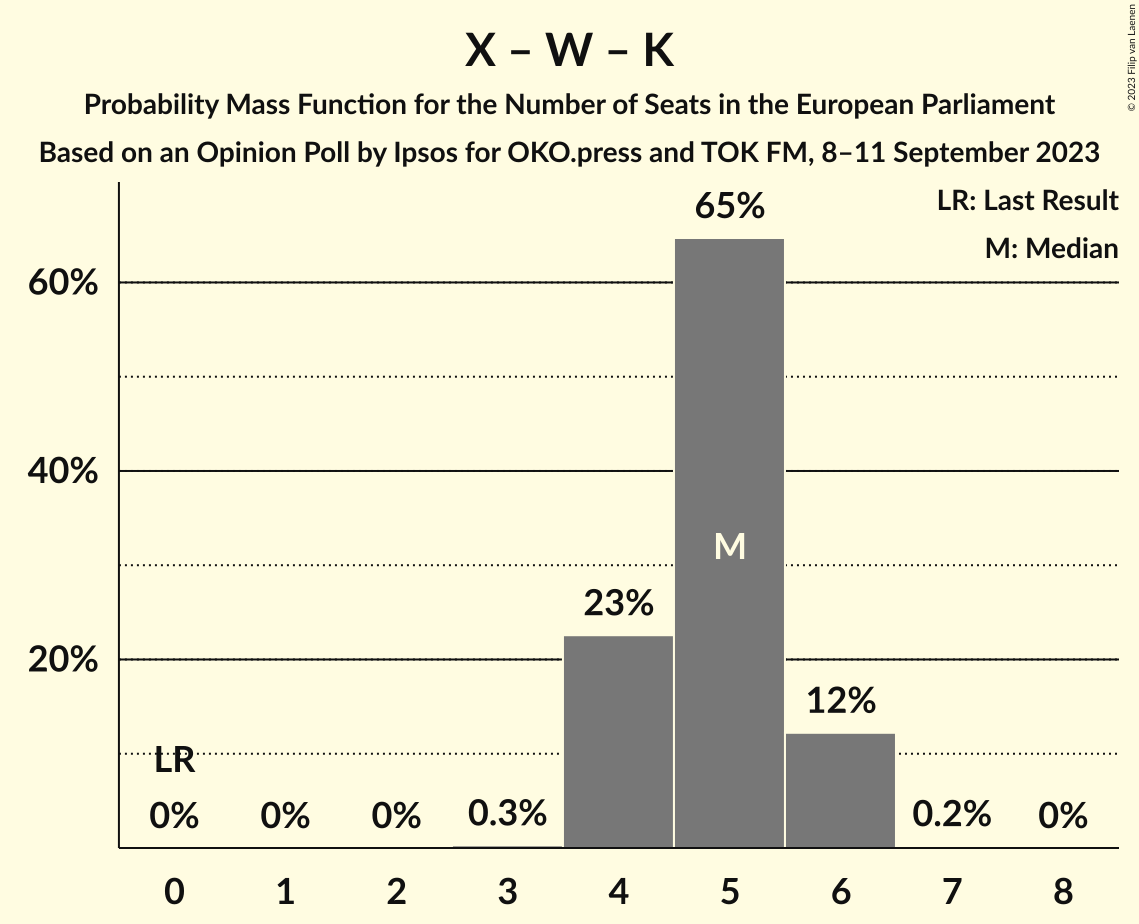 X – W – K
Probability Mass Function for the Number of Seats in the European Parliament
Based on an Opinion Poll by Ipsos for OKO.press and TOK FM, 8–11 September 2023
© 2023 Filip van Laenen
LR: Last Result
M: Median
60%
40%
20%
65%
M
23%
12%
LR
0%
0%
0%
0.3%
0.2%
0%
0 1 2 3 4 5 6 7 8